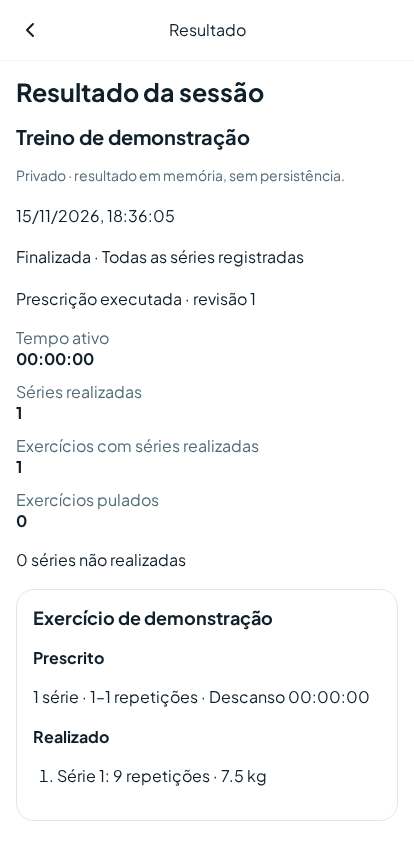 Resultado
Resultado da sessão
Treino de demonstração
Privado · resultado em memória, sem persistência.
15/11/2026, 18:36:05
Finalizada · Todas as séries registradas
Prescrição executada · revisão 1
Tempo ativo
00:00:00
Séries realizadas
1
Exercícios com séries realizadas
1
Exercícios pulados
0
0 séries não realizadas
Exercício de demonstração
Prescrito
1 série · 1–1 repetições · Descanso 00:00:00
Realizado
1. Série 1: 9 repetições · 7.5 kg